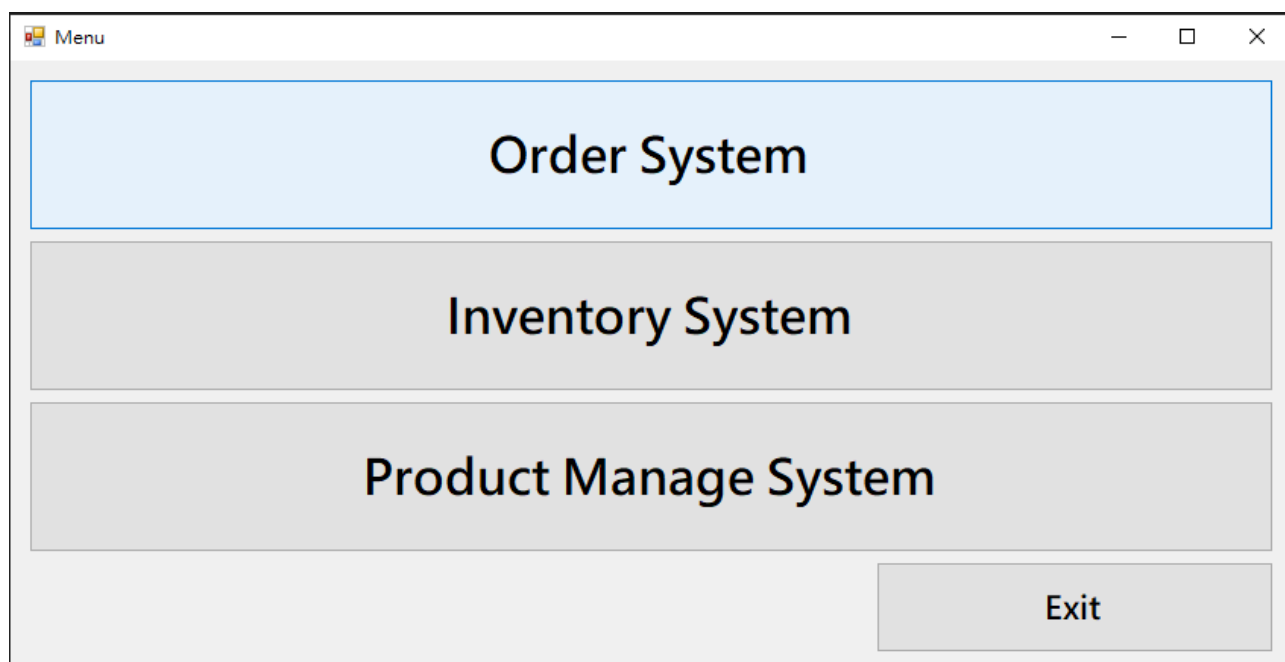 Menu
Order System
Inventory System
Product Manage System
Exit